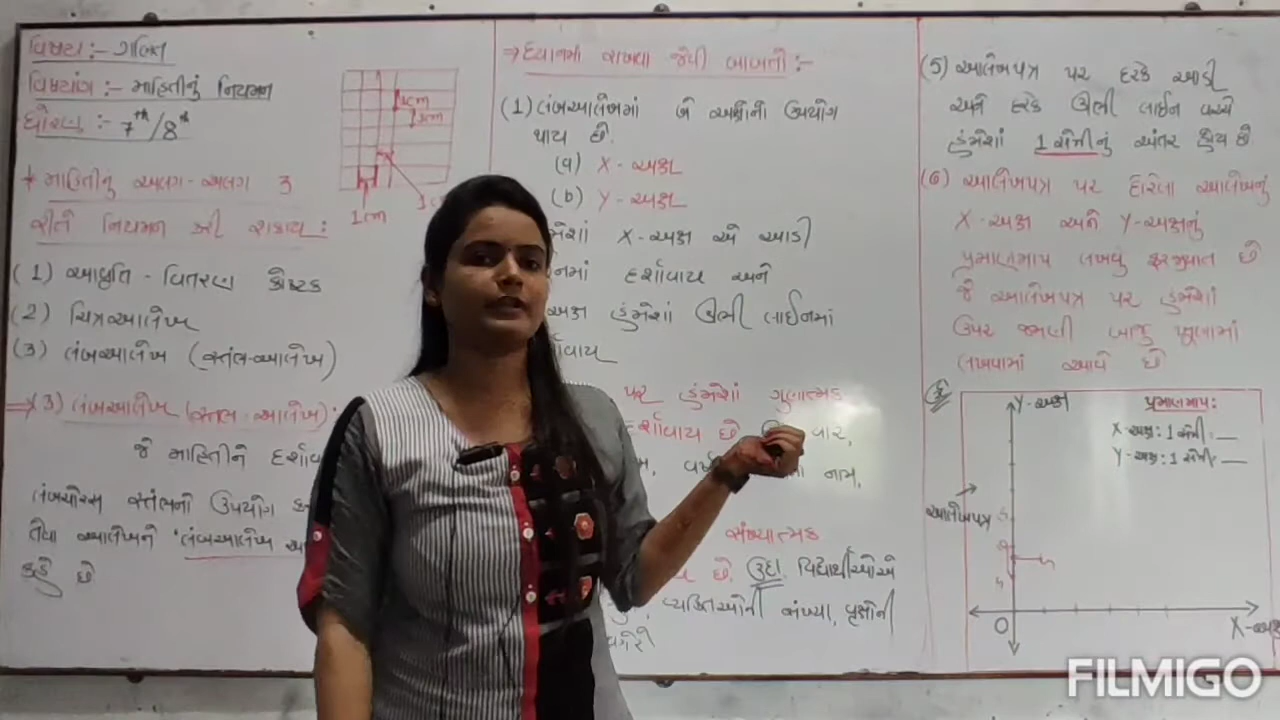 વિષય :- ગણિત
વિષયાંગ :- માહિતીનું નિયમન
ધોરણ :- 7th/8th
* માહિતીનુ અલગ-અલગ ૩
રીતે નિયમન કરી શકાય :
(1) આવૃત્તિ - વિતરણ કોષ્ટક
(2) ચિત્રઆલેખ
(3) લંબઆલેખ (સ્તંભ-આલેખ)
⇒ 3) લંબઆલેખ (સ્તંભ-આલેખ) :
જે માહિતીને દર્શાવ
લંબચોરસ સ્તંભનો ઉપયોગ
તેવા આલેખને 'લંબઆલેખ
કહે છે
1cm
1cm
1cm
⇒ ધ્યાનમાં રાખવા જેવી બાબતો :-
(1) લંબઆલેખમાં બે અક્ષોનો ઉપયોગ
થાય છે.
(a) X - અક્ષ
(b) Y - અક્ષ
X-અક્ષ એ આડી
દર્શાવાય અને
અક્ષ હંમેશાં ઊભી લાઈનમાં
પર હંમેશાં ગુણાત્મક
દર્શાવાય છે વાર,
નામ,
સંખ્યાત્મક
છે. ઉદા. વિદ્યાર્થીઓએ
વ્યક્તિઓની સંખ્યા, વૃક્ષોની
વગેરે
(5) આલેખપત્ર પર દરેક આડી
અને દરેક ઊભી લાઈન વચ્ચે
હંમેશાં 1 સેમીનું અંતર હોય છે
(6) આલેખપત્ર પર દોરેલા આલેખનું
X-અક્ષ અને Y-અક્ષનું
પ્રમાણમાપ લખવું ફરજીયાત છે
જે આલેખપત્ર પર હંમેશાં
ઉપર જમણી બાજુ ખૂણામાં
લખવામાં આવે છે
Y-અક્ષ
પ્રમાણમાપ:
X-અક્ષ : 1 સેમી : __
Y-અક્ષ : 1 સેમી : __
આલેખપત્ર
O
X-અક્ષ
FILMIGO